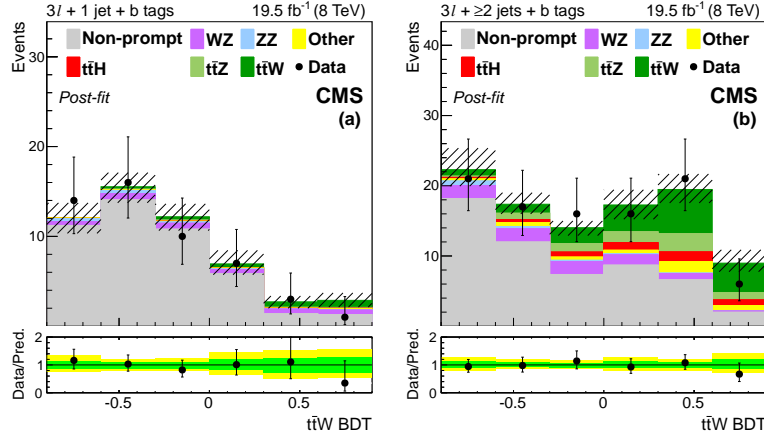 3l + 1 jet + b tags 19.5 fb⁻¹ (8 TeV)
Events
Non-prompt WZ ZZ Other
tt̄H tt̄Z tt̄W Data
Post-fit
CMS
(a)
30
20
10
Data/Pred.
2
1
0
-0.5 0 0.5
tt̄W BDT
3l + ≥2 jets + b tags 19.5 fb⁻¹ (8 TeV)
Events
Non-prompt WZ ZZ Other
tt̄H tt̄Z tt̄W Data
Post-fit
CMS
(b)
40
30
20
10
Data/Pred.
2
1
0
-0.5 0 0.5
tt̄W BDT